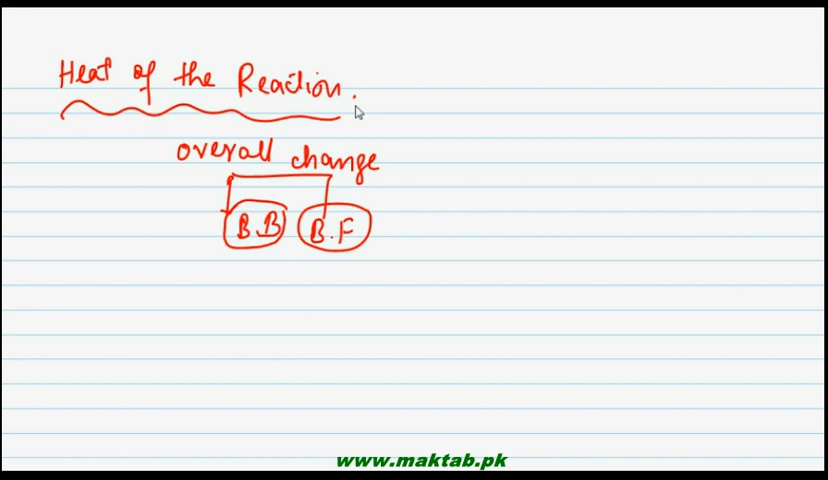 Heat of the Reaction.
overall change
B.B B.F
www.maktab.pk